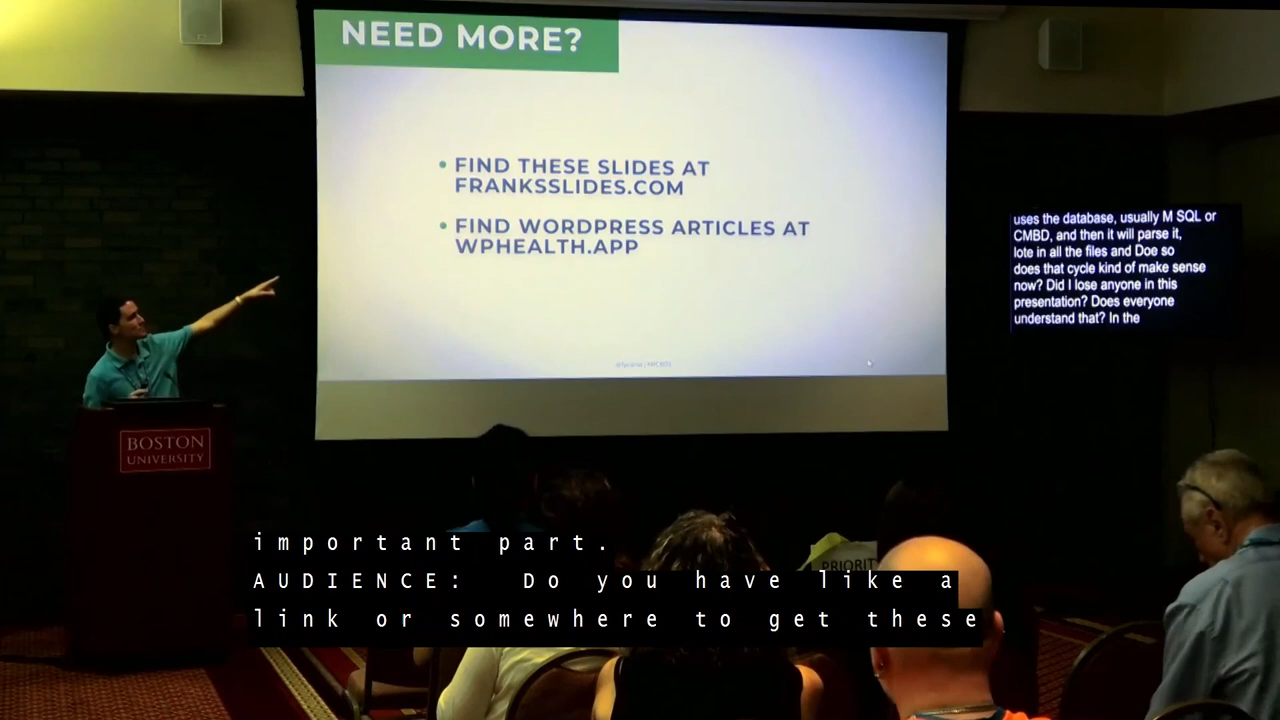 NEED MORE?
• FIND THESE SLIDES AT
FRANKSSLIDES.COM
• FIND WORDPRESS ARTICLES AT
WPHEALTH.APP
uses the database, usually M SQL or
CMBD, and then it will parse it,
lote in all the files and Doe so
does that cycle kind of make sense
now? Did I lose anyone in this
presentation? Does everyone
understand that? In the
BOSTON
UNIVERSITY
PRIORIT
important part.
AUDIENCE: Do you have like a
link or somewhere to get these